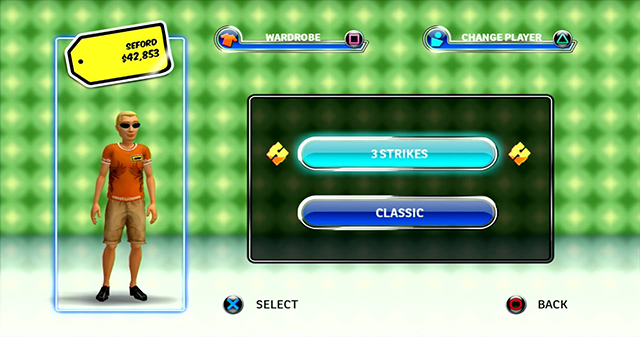 SEFORD
$42,853
WARDROBE
CHANGE PLAYER
3 STRIKES
CLASSIC
SELECT
BACK